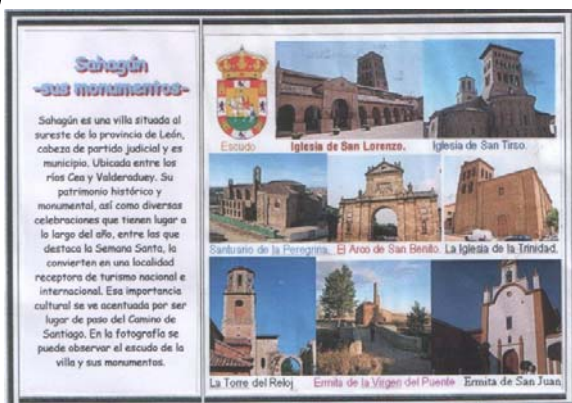 Sahagún
-sus monumentos-
Sahagún es una villa situada al
sureste de la provincia de León,
cabeza de partido judicial y es
municipio. Ubicada entre los
ríos Cea y Valderaduey. Su
patrimonio histórico y
monumental, así como diversas
celebraciones que tienen lugar a
lo largo del año, entre las que
destaca la Semana Santa, la
convierten en una localidad
receptora de turismo nacional e
internacional. Esa importancia
cultural se ve acentuada por ser
lugar de paso del Camino de
Santiago. En la fotografía se
puede observar el escudo de la
villa y sus monumentos.
Escudo
Iglesia de San Lorenzo.
Iglesia de San Tirso.
Santuario de la Peregrina.
El Arco de San Benito.
La Iglesia de la Trinidad.
La Torre del Reloj.
Ermita de la Virgen del Puente
Ermita de San Juan